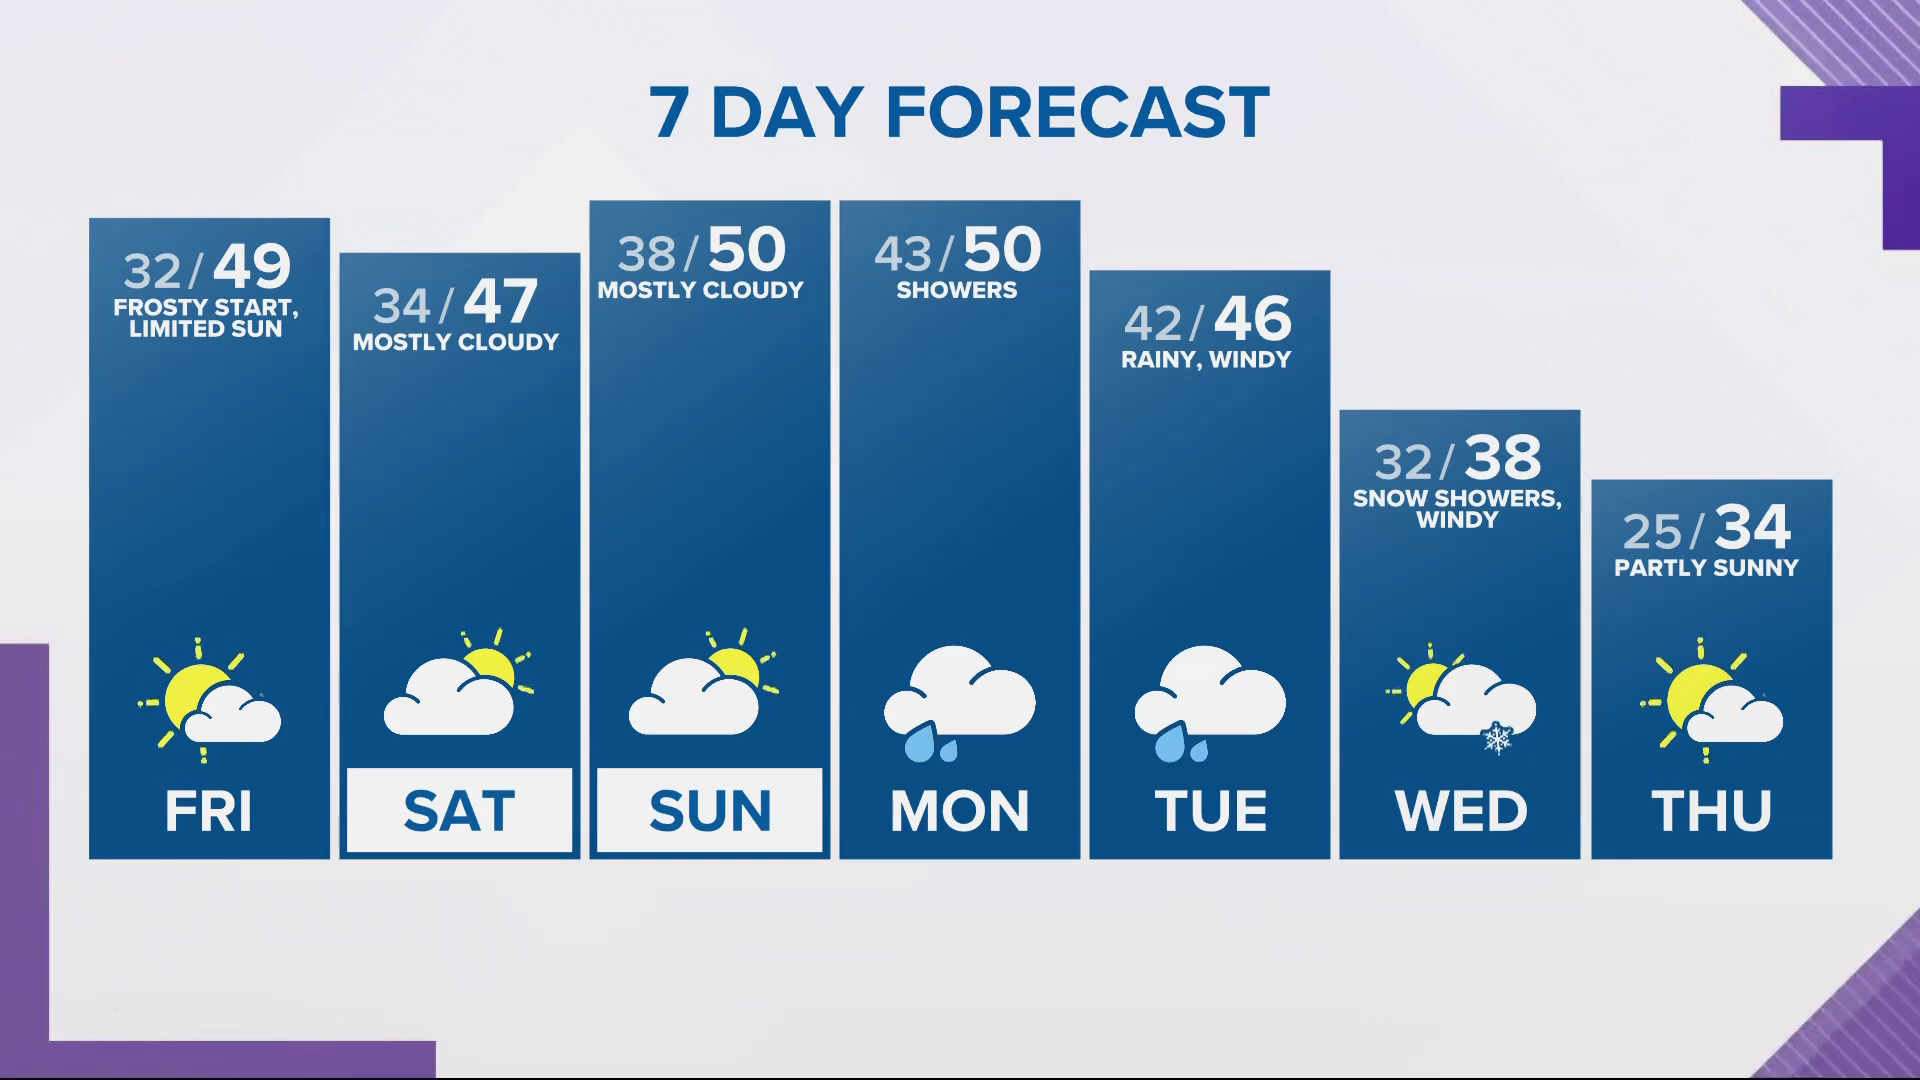 7 DAY FORECAST
32/49
FROSTY START,
LIMITED SUN
FRI
34/47
MOSTLY CLOUDY
SAT
38/50
MOSTLY CLOUDY
SUN
43/50
SHOWERS
MON
42/46
RAINY, WINDY
TUE
32/38
SNOW SHOWERS,
WINDY
WED
25/34
PARTLY SUNNY
THU